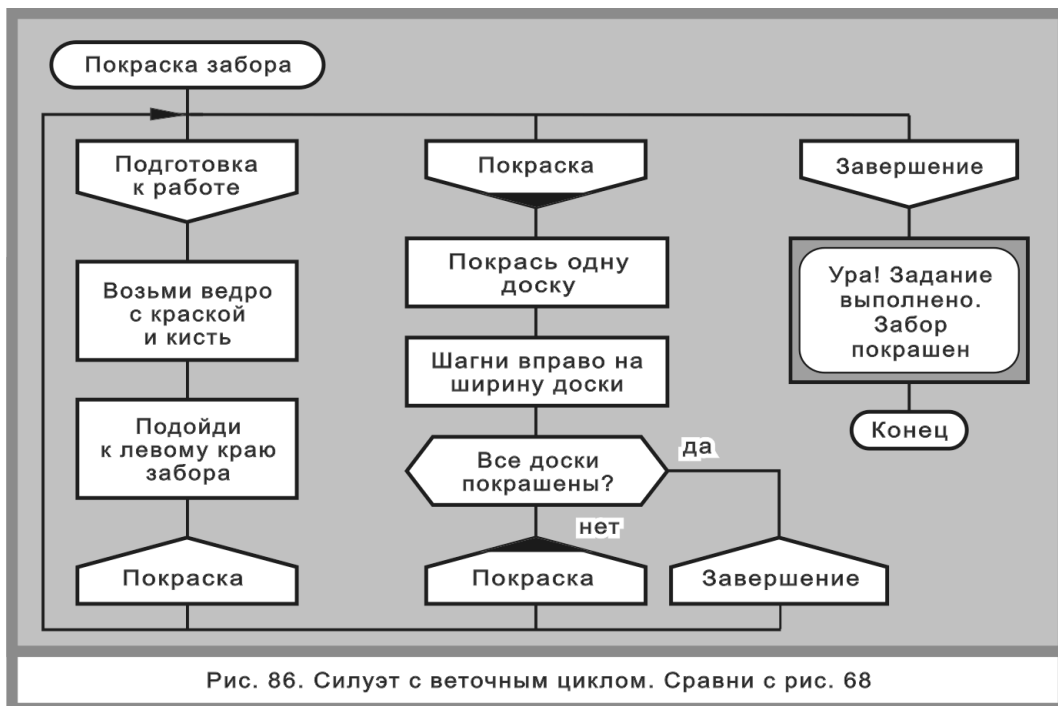 Покраска забора
Подготовка
к работе
Возьми ведро
с краской
и кисть
Подойди
к левому краю
забора
Покраска
Покраска
Покрась одну
доску
Шагни вправо на
ширину доски
Все доски
покрашены?
да
нет
Покраска
Завершение
Завершение
Ура! Задание
выполнено.
Забор
покрашен
Конец
Рис. 86. Силуэт с веточным циклом. Сравни с рис. 68